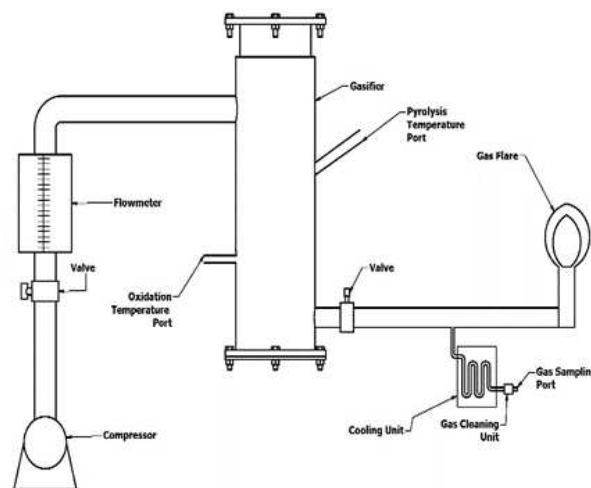 Gasifier
Pyrolysis
Temperature
Port
Gas Flare
Flowmeter
Valve
Valve
Oxidation
Temperature
Port
Gas Samplin
Port
Cooling Unit
Gas Cleaning
Unit
Compressor